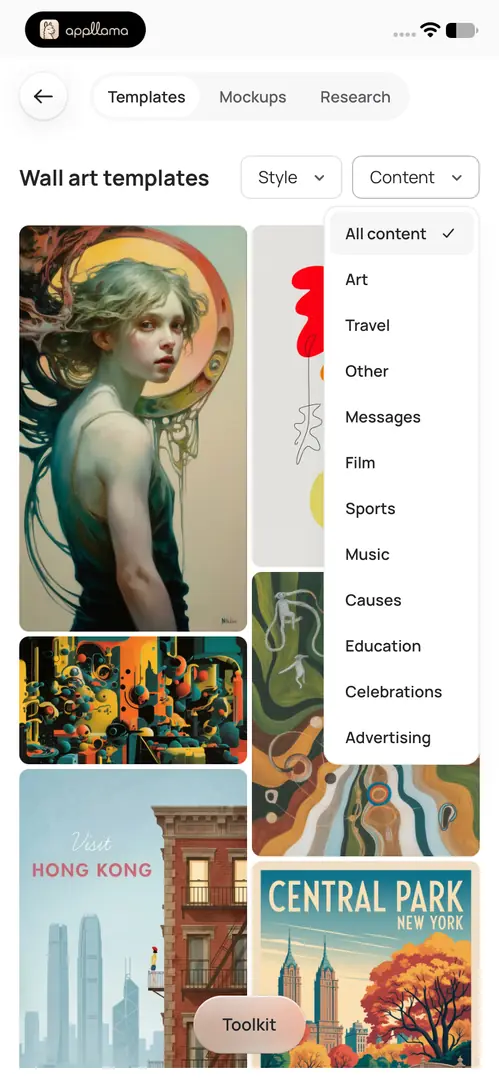 appllama
Templates
Mockups
Research
Wall art templates
Style
Content
All content
Art
Travel
Other
Messages
Film
Sports
Music
Causes
Education
Celebrations
Advertising
Visit
HONG KONG
CENTRAL PARK
NEW YORK
Toolkit